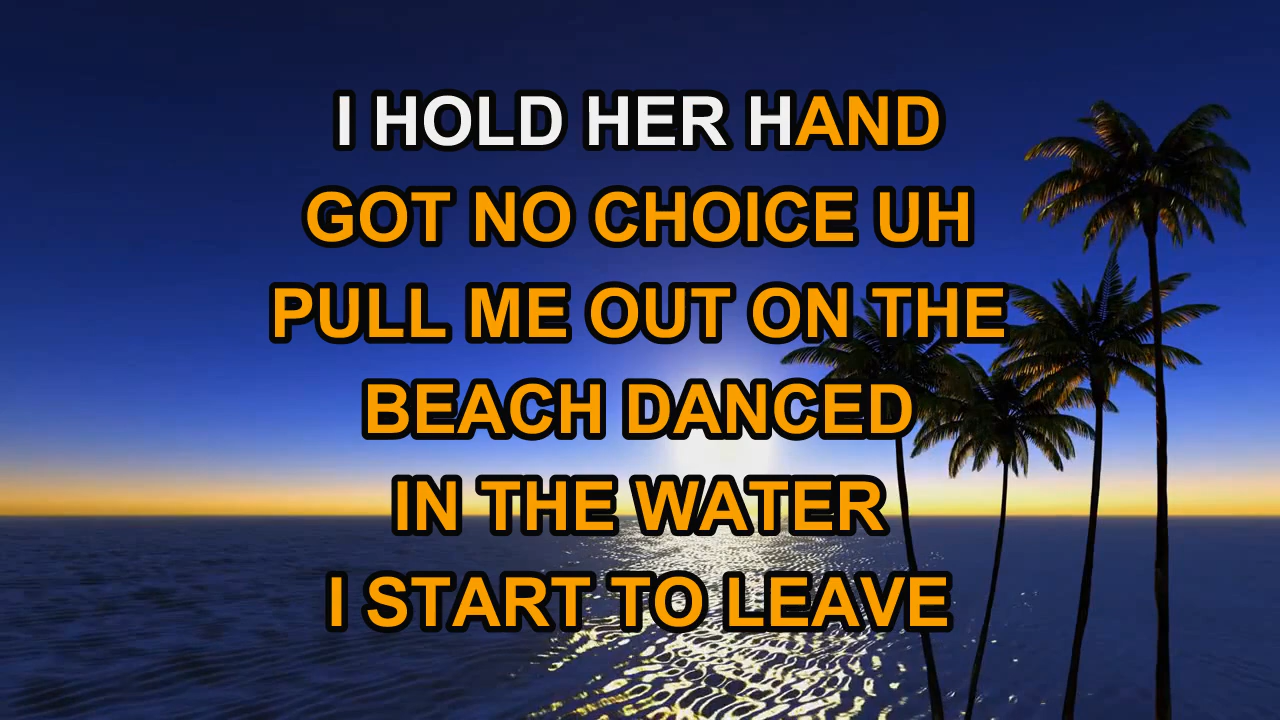 I HOLD HER HAND
GOT NO CHOICE UH
PULL ME OUT ON THE
BEACH DANCED
IN THE WATER
I START TO LEAVE